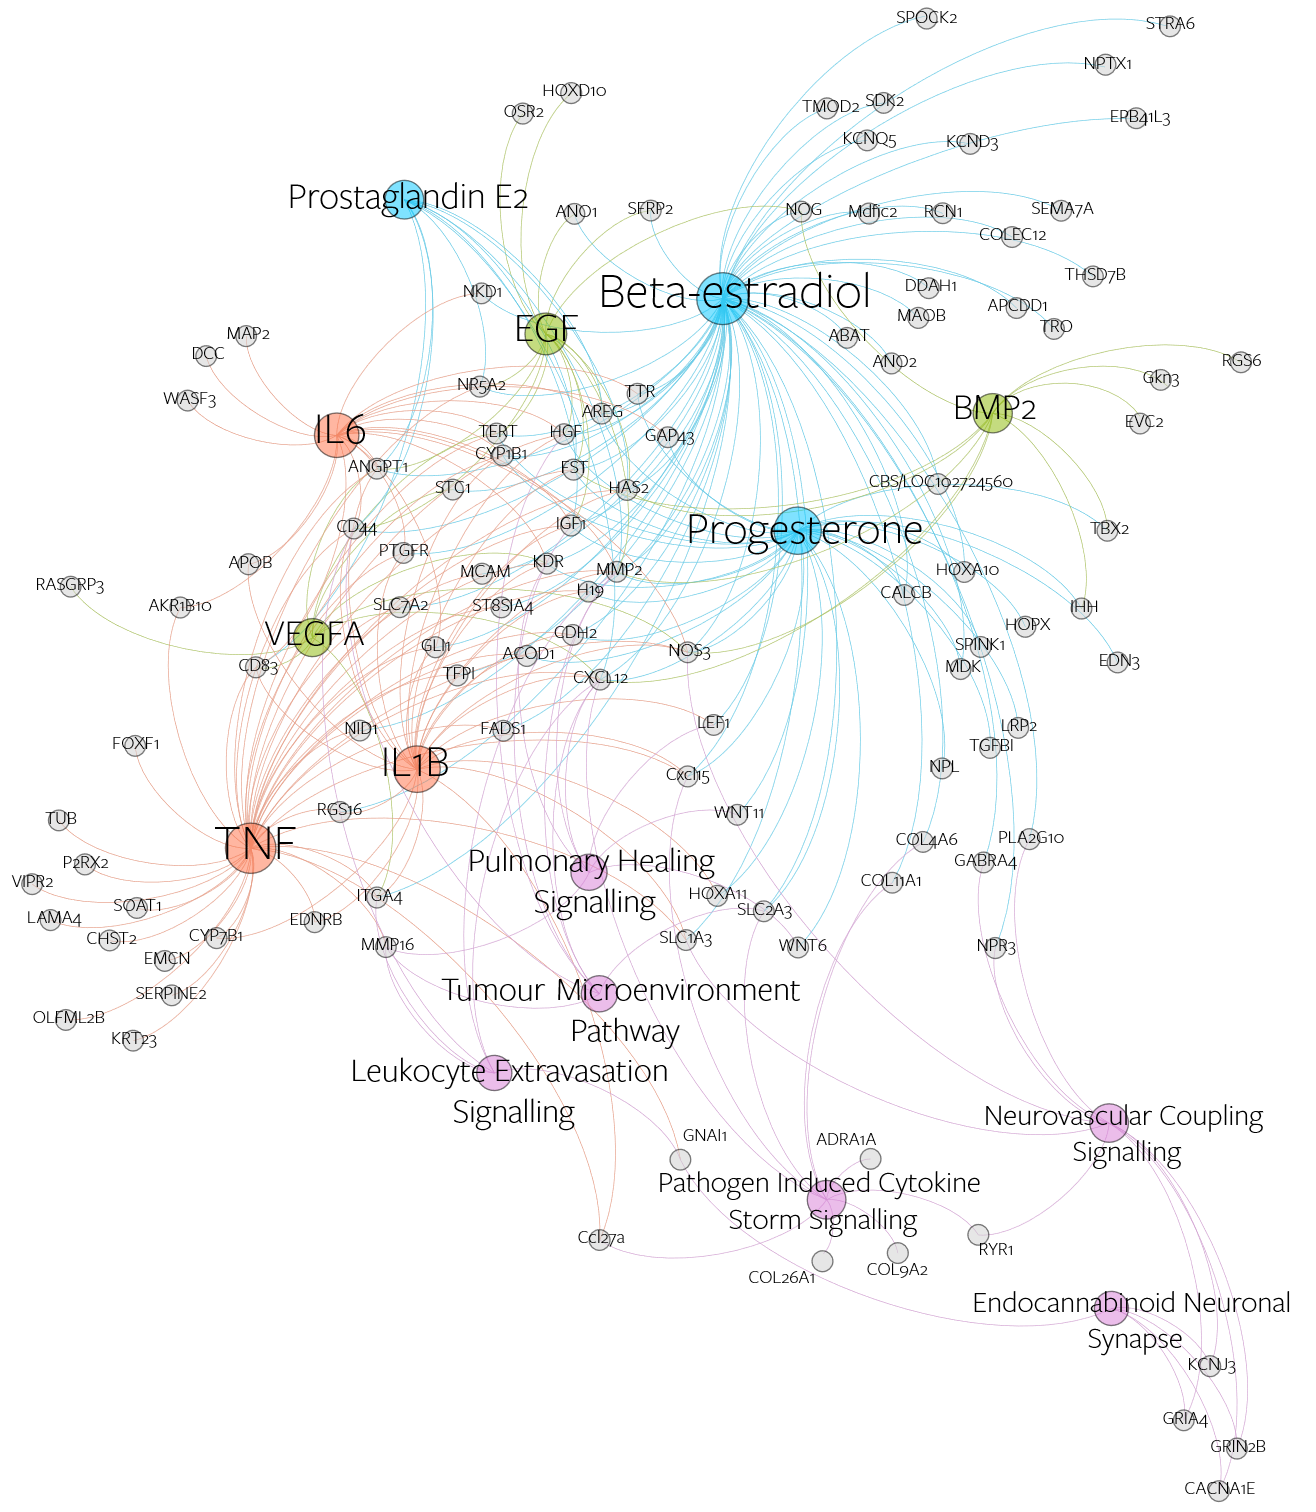 SPOCK2
STRA6
NPTX1
HOXD10
OSR2
TMOD2
SDK2
EPB41L3
KCNQ5
KCND3
Prostaglandin E2
ANO1
SFRP2
NOG
Mdfic2
RCN1
SEMA7A
COLEC12
THSD7B
NKD1
Beta-estradiol
DDAH1
APCDD1
MAOB
TRO
EGF
MAP2
DCC
ABAT
ANO2
RGS6
Gkn3
WASF3
NR5A2
TTR
AREG
BMP2
EVC2
IL6
TERT
HGF
GAP43
CYP1B1
ANGPT1
FST
STC1
HAS2
CBS/LOC102724560
CD44
IGF1
Progesterone
TBX2
PTGFR
APOB
KDR
MCAM
MMP2
HOXA10
RASGRP3
AKR1B10
SLC7A2
ST8SIA4
H19
CALCB
IHH
VEGFA
GLI1
CDH2
HOPX
SPINK1
CD83
TFPI
ACOD1
NOS3
MDK
EDN3
CXCL12
NID1
FADS1
LEF1
LRP2
FOXF1
TGFBI
IL1B
Cxcl15
NPL
TUB
RGS16
WNT11
TNF
COL4A6
PLA2G10
P2RX2
Pulmonary Healing
Signalling
GABRA4
VIPR2
COL11A1
ITGA4
HOXA11
SOAT1
LAMA4
EDNRB
SLC2A3
CHST2
CYP7B1
MMP16
SLC1A3
WNT6
NPR3
EMCN
SERPINE2
Tumour Microenvironment
Pathway
OLFML2B
KRT23
Leukocyte Extravasation
Signalling
Neurovascular Coupling
Signalling
GNAI1
ADRA1A
Pathogen Induced Cytokine
Storm Signalling
Ccl27a
RYR1
COL26A1
COL9A2
Endocannabinoid Neuronal
Synapse
KCNJ3
GRIA4
GRIN2B
CACNA1E